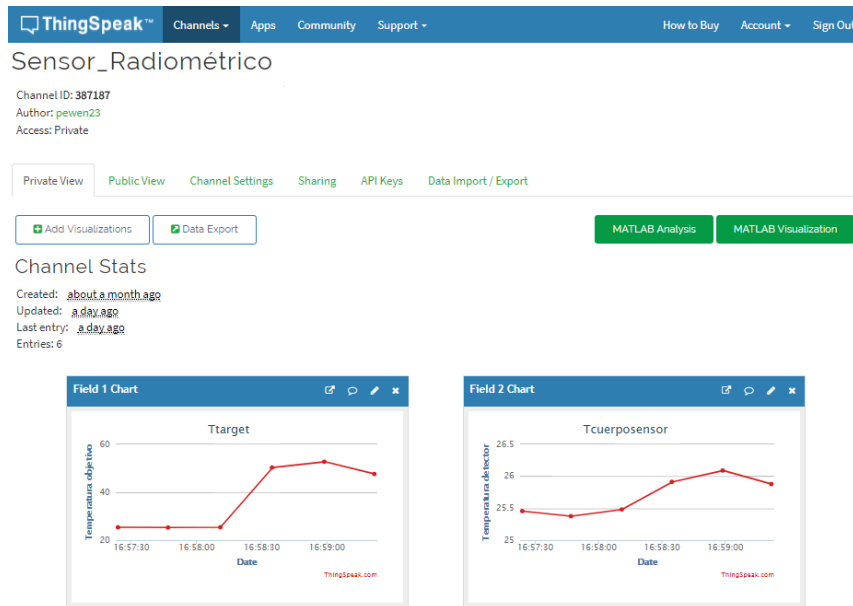 ThingSpeak™ Channels Apps Community Support How to Buy Account Sign Out
Sensor_Radiométrico
Channel ID: 387187
Author: pewen23
Access: Private
Private View Public View Channel Settings Sharing API Keys Data Import / Export
Add Visualizations Data Export MATLAB Analysis MATLAB Visualization
Channel Stats
Created: about a month ago
Updated: a day ago
Last entry: a day ago
Entries: 6
Field 1 Chart
Ttarget
Temperatura objetivo
60
40
20
16:57:30 16:58:00 16:58:30 16:59:00
Date
ThingSpeak.com
Field 2 Chart
Tcuerposensor
Temperatura detector
26.5
26
25.5
25
16:57:30 16:58:00 16:58:30 16:59:00
Date
ThingSpeak.com